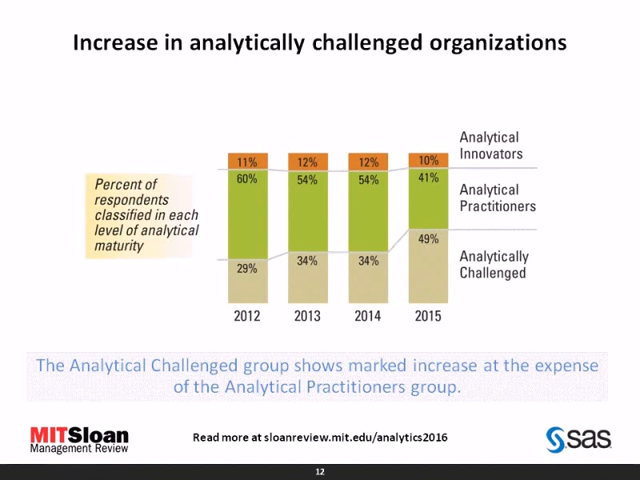 Increase in analytically challenged organizations
Analytical
Innovators
11%
12%
12%
10%
60%
54%
54%
41%
Percent of
respondents
classified in each
level of analytical
maturity
Analytical
Practitioners
49%
29%
34%
34%
Analytically
Challenged
2012
2013
2014
2015
The Analytical Challenged group shows marked increase at the expense
of the Analytical Practitioners group.
MITSloan
Management Review
Read more at sloanreview.mit.edu/analytics2016
sas
12